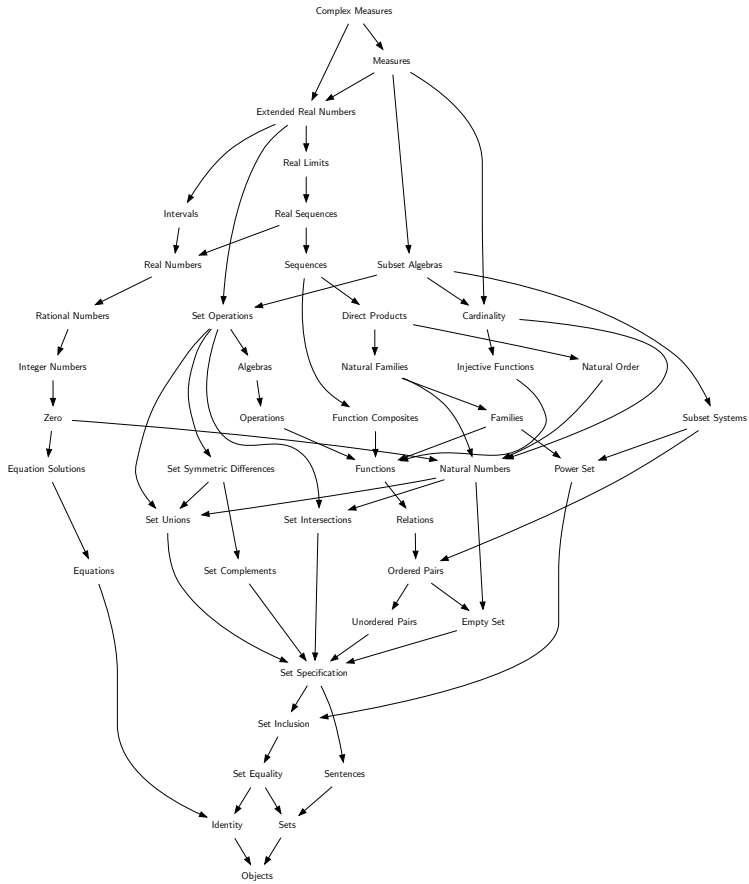 Complex Measures
Measures
Extended Real Numbers
Real Limits
Intervals
Real Sequences
Real Numbers
Sequences
Subset Algebras
Rational Numbers
Set Operations
Direct Products
Cardinality
Integer Numbers
Algebras
Natural Families
Injective Functions
Natural Order
Zero
Operations
Function Composites
Families
Subset Systems
Equation Solutions
Set Symmetric Differences
Functions
Natural Numbers
Power Set
Set Unions
Set Intersections
Relations
Equations
Set Complements
Ordered Pairs
Unordered Pairs
Empty Set
Set Specification
Set Inclusion
Set Equality
Sentences
Identity
Sets
Objects